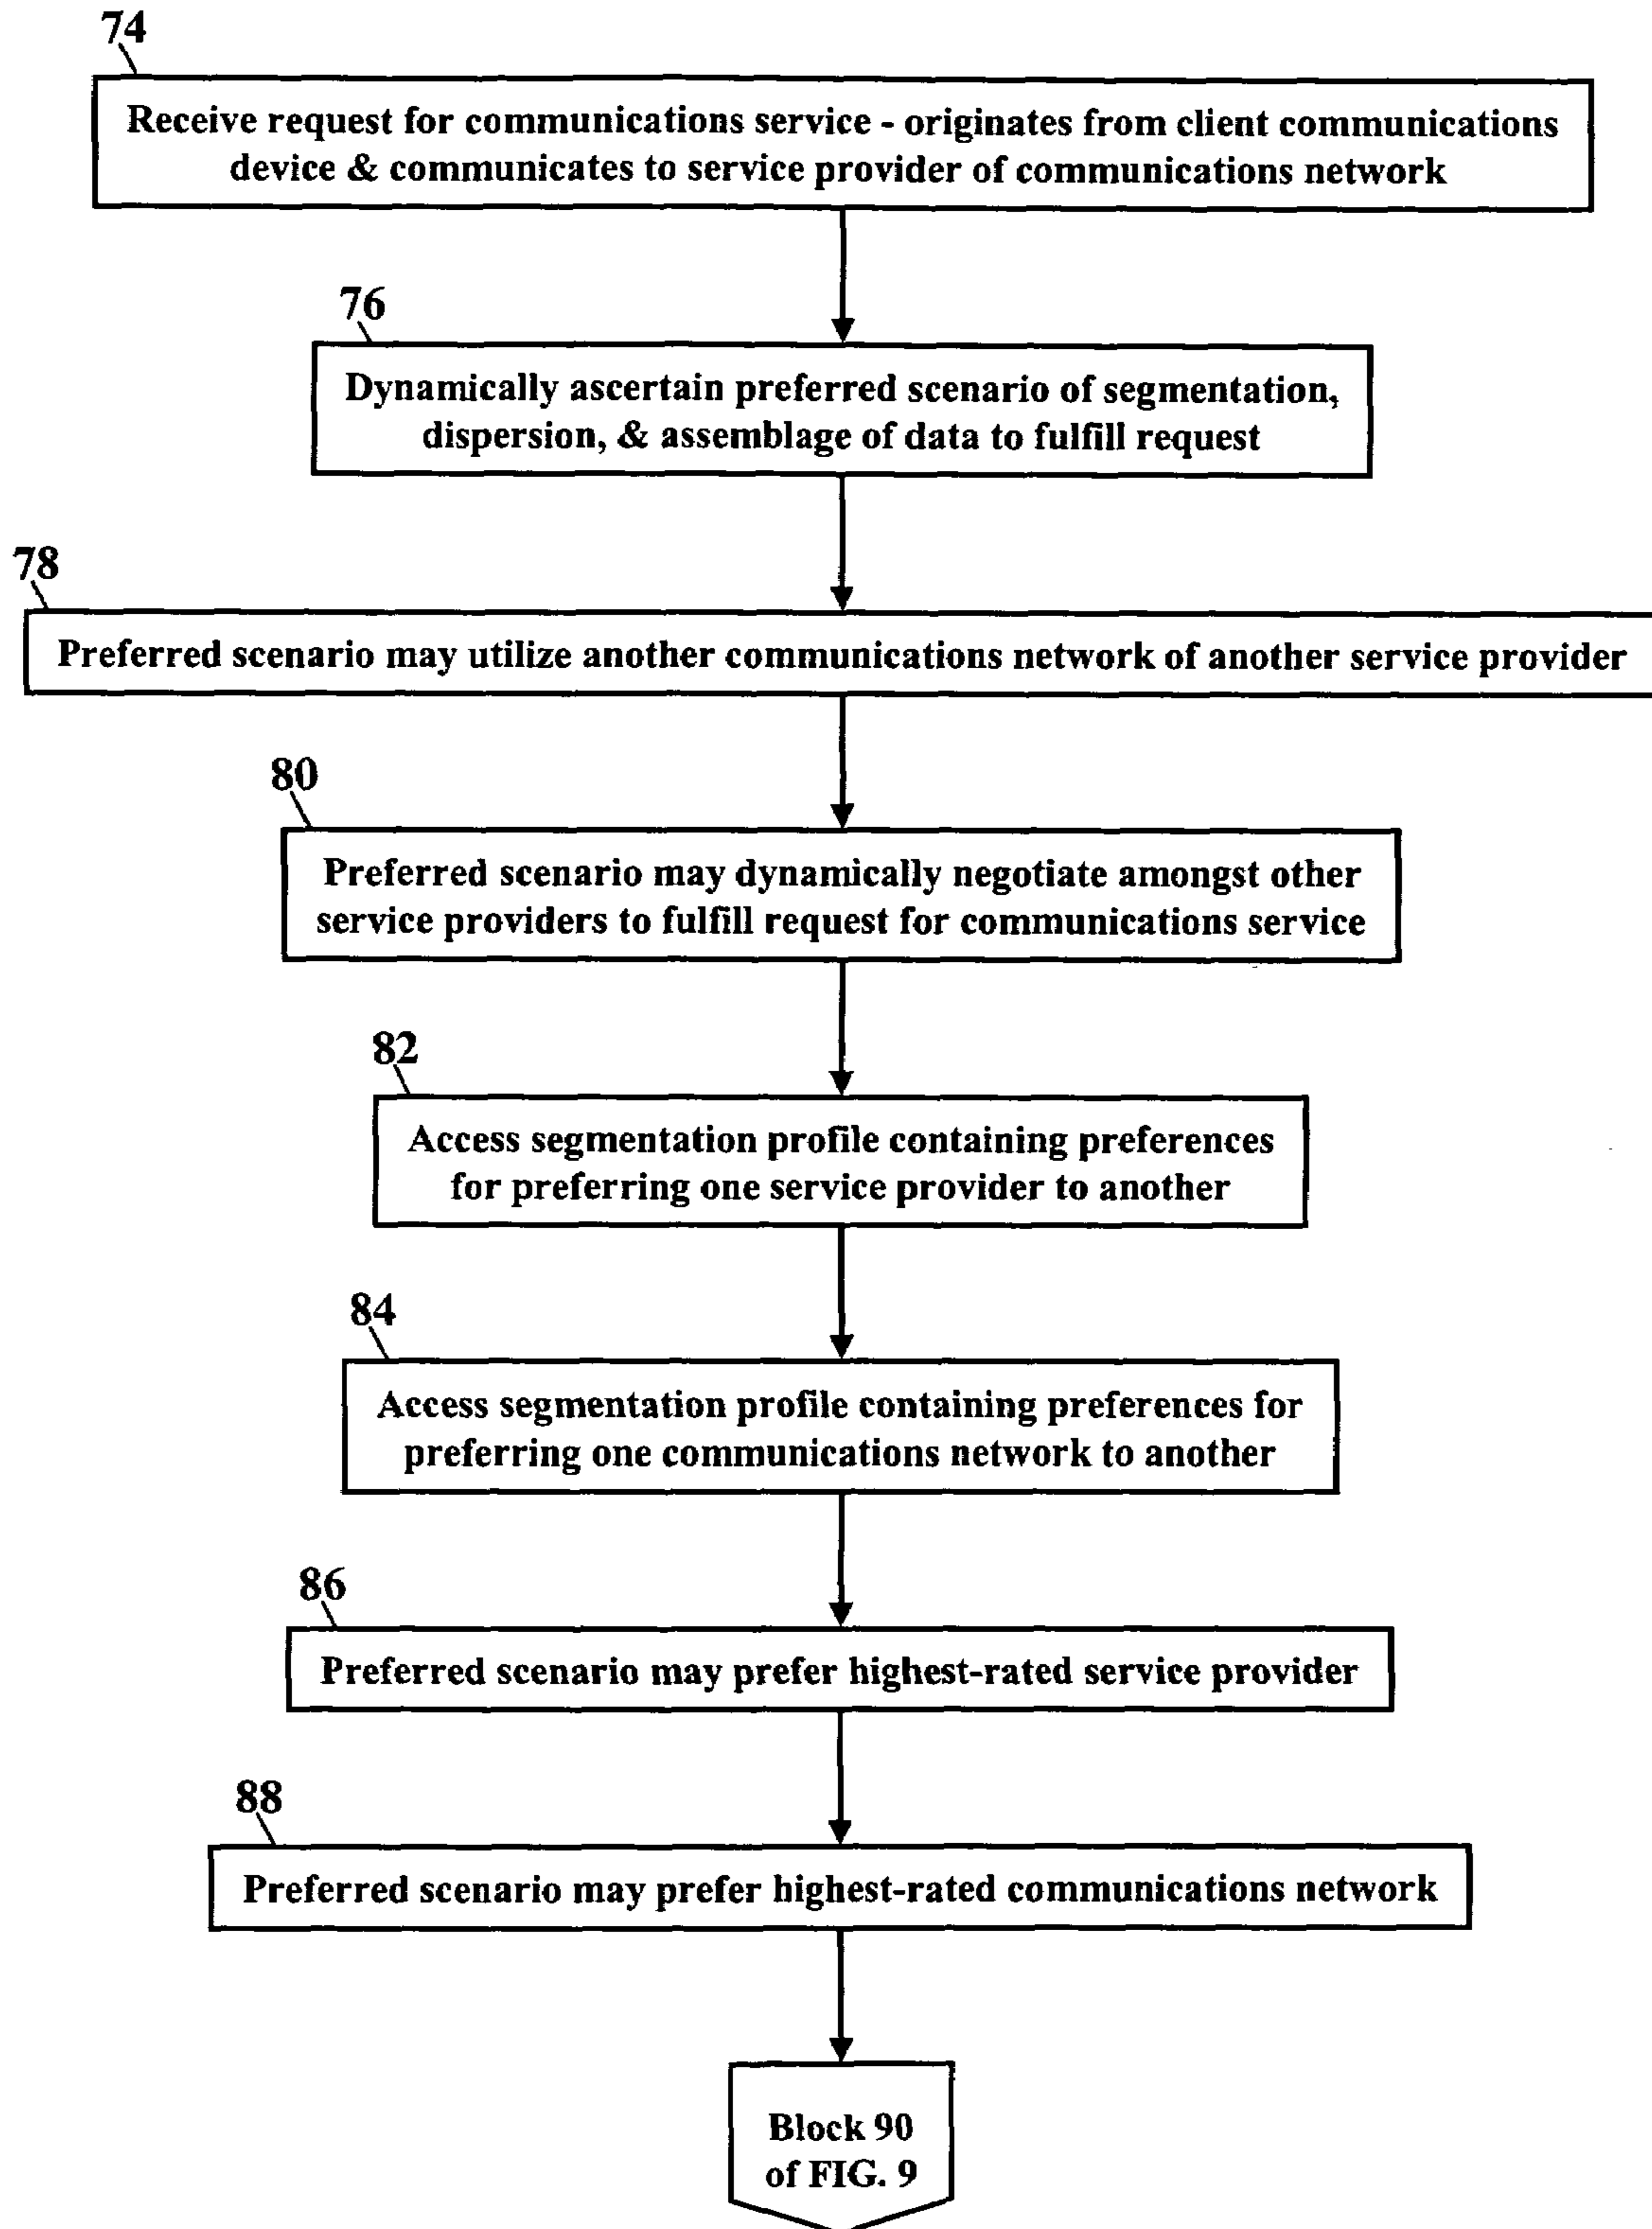 74
Receive request for communications service - originates from client communications
device & communicates to service provider of communications network
76
Dynamically ascertain preferred scenario of segmentation,
dispersion, & assemblage of data to fulfill request
78
Preferred scenario may utilize another communications network of another service provider
80
Preferred scenario may dynamically negotiate amongst other
service providers to fulfill request for communications service
82
Access segmentation profile containing preferences
for preferring one service provider to another
84
Access segmentation profile containing preferences for
preferring one communications network to another
86
Preferred scenario may prefer highest-rated service provider
88
Preferred scenario may prefer highest-rated communications network
Block 90
of FIG. 9